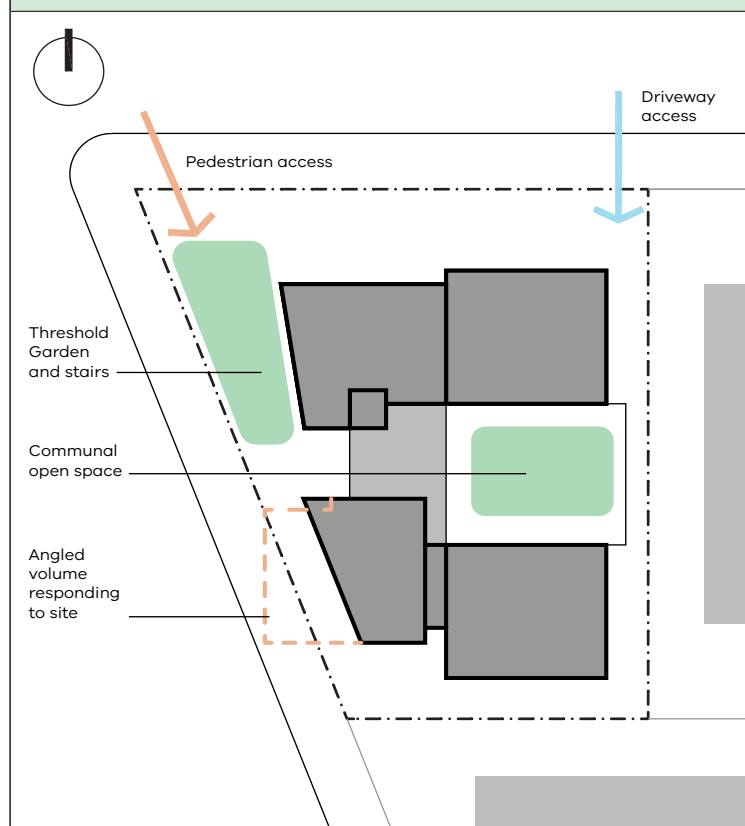 Driveway
access
Pedestrian access
Threshold
Garden
and stairs
Communal
open space
Angled
volume
responding
to site